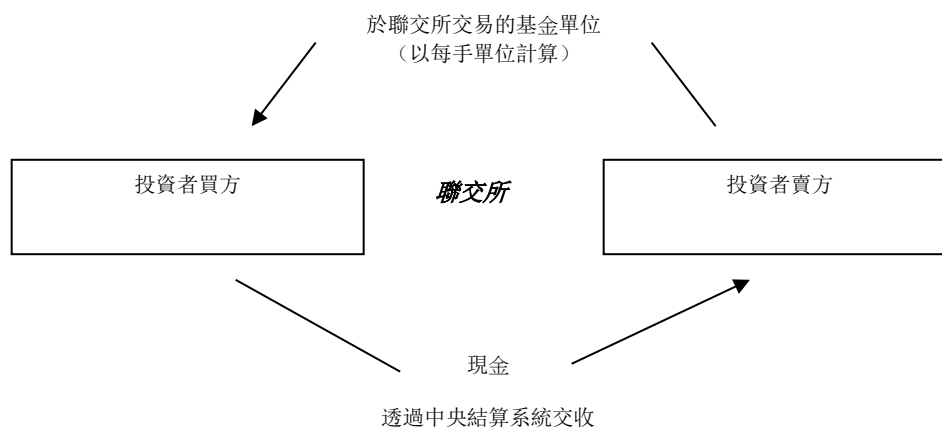 於聯交所交易的基金單位
（以每手單位計算）
投資者買方
聯交所
投資者賣方
現金
透過中央結算系統交收